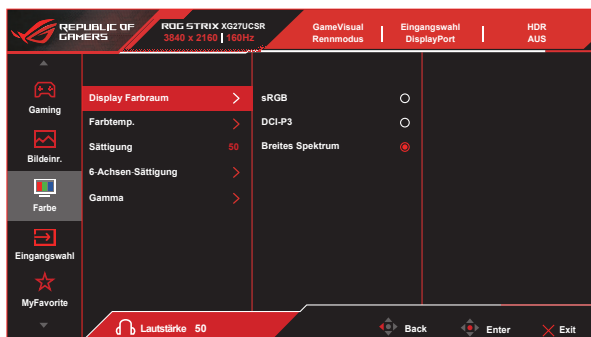 REPUBLIC OF
GAMERS
ROG STRIX XG27UCSR
3840 x 2160 160Hz
GameVisual
Rennmodus
Eingangswahl
DisplayPort
HDR
AUS
Gaming
Bildeinr.
Farbe
Eingangswahl
MyFavorite
Display Farbraum
Farbtemp.
Sättigung 50
6-Achsen-Sättigung
Gamma
sRGB
DCI-P3
Breites Spektrum
Lautstärke 50
Back
Enter
Exit